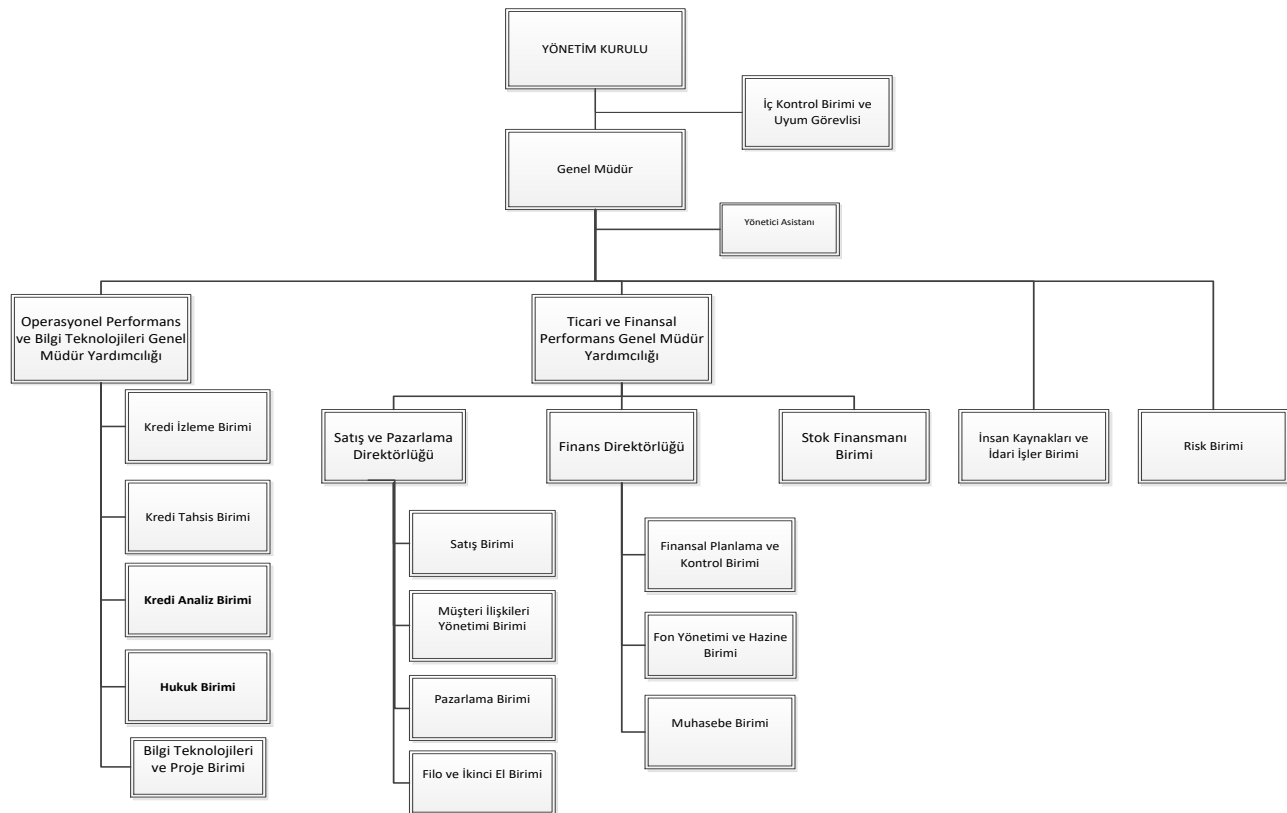 YÖNETİM KURULU
İç Kontrol Birimi ve
Uyum Görevlisi
Genel Müdür
Yönetici Asistanı
Operasyonel Performans
ve Bilgi Teknolojileri Genel
Müdür Yardımcılığı
Ticari ve Finansal
Performans Genel Müdür
Yardımcılığı
Kredi İzleme Birimi
Kredi Tahsis Birimi
Kredi Analiz Birimi
Hukuk Birimi
Bilgi Teknolojileri
ve Proje Birimi
Satış ve Pazarlama
Direktörlüğü
Satış Birimi
Müşteri İlişkileri
Yönetimi Birimi
Pazarlama Birimi
Filo ve İkinci El Birimi
Finans Direktörlüğü
Finansal Planlama ve
Kontrol Birimi
Fon Yönetimi ve Hazine
Birimi
Muhasebe Birimi
Stok Finansmanı
Birimi
İnsan Kaynakları ve
İdari İşler Birimi
Risk Birimi